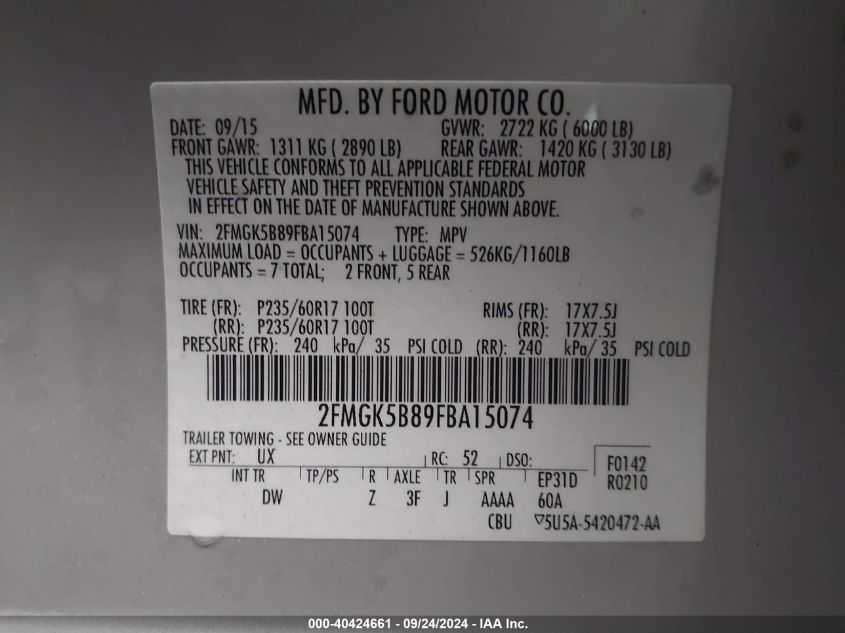 MFD. BY FORD MOTOR CO.
DATE: 09/15 GVWR: 2722 KG ( 6000 LB)
FRONT GAWR: 1311 KG ( 2890 LB) REAR GAWR: 1420 KG ( 3130 LB)
THIS VEHICLE CONFORMS TO ALL APPLICABLE FEDERAL MOTOR
VEHICLE SAFETY AND THEFT PREVENTION STANDARDS
IN EFFECT ON THE DATE OF MANUFACTURE SHOWN ABOVE.
VIN: 2FMGK5B89FBA15074 TYPE: MPV
MAXIMUM LOAD = OCCUPANTS + LUGGAGE = 526KG/1160LB
OCCUPANTS = 7 TOTAL; 2 FRONT, 5 REAR
TIRE (FR): P235/60R17 100T RIMS (FR): 17X7.5J
(RR): P235/60R17 100T (RR): 17X7.5J
PRESSURE (FR): 240 kPa/ 35 PSI COLD (RR): 240 kPa/ 35 PSI COLD
2FMGK5B89FBA15074
TRAILER TOWING - SEE OWNER GUIDE
EXT PNT: UX RC: 52 DSO: F0142
INT TR TP/PS R AXLE TR SPR EP31D R0210
DW Z 3F J AAAA 60A
CBU ▽5U5A-5420472-AA
000-40424661 - 09/24/2024 - IAA Inc.